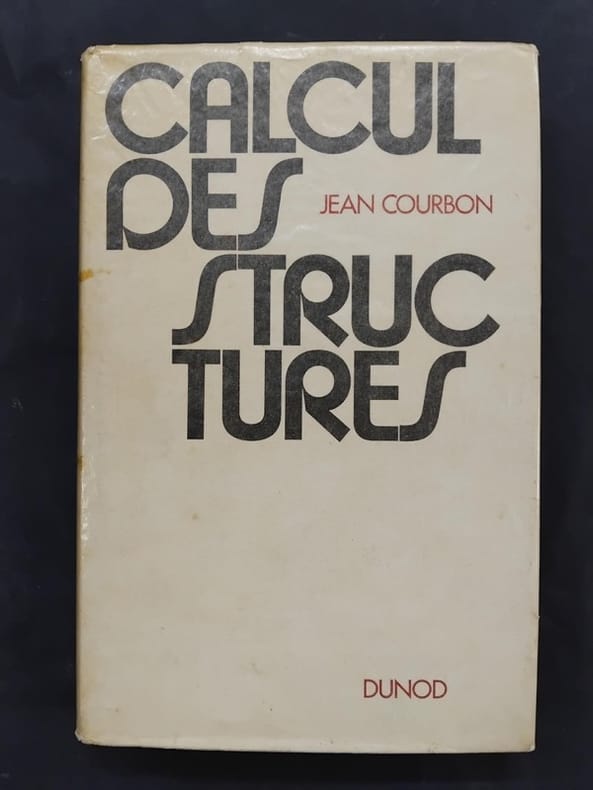 CALCUL
DES
JEAN COURBON
STRUC
TURES
DUNOD